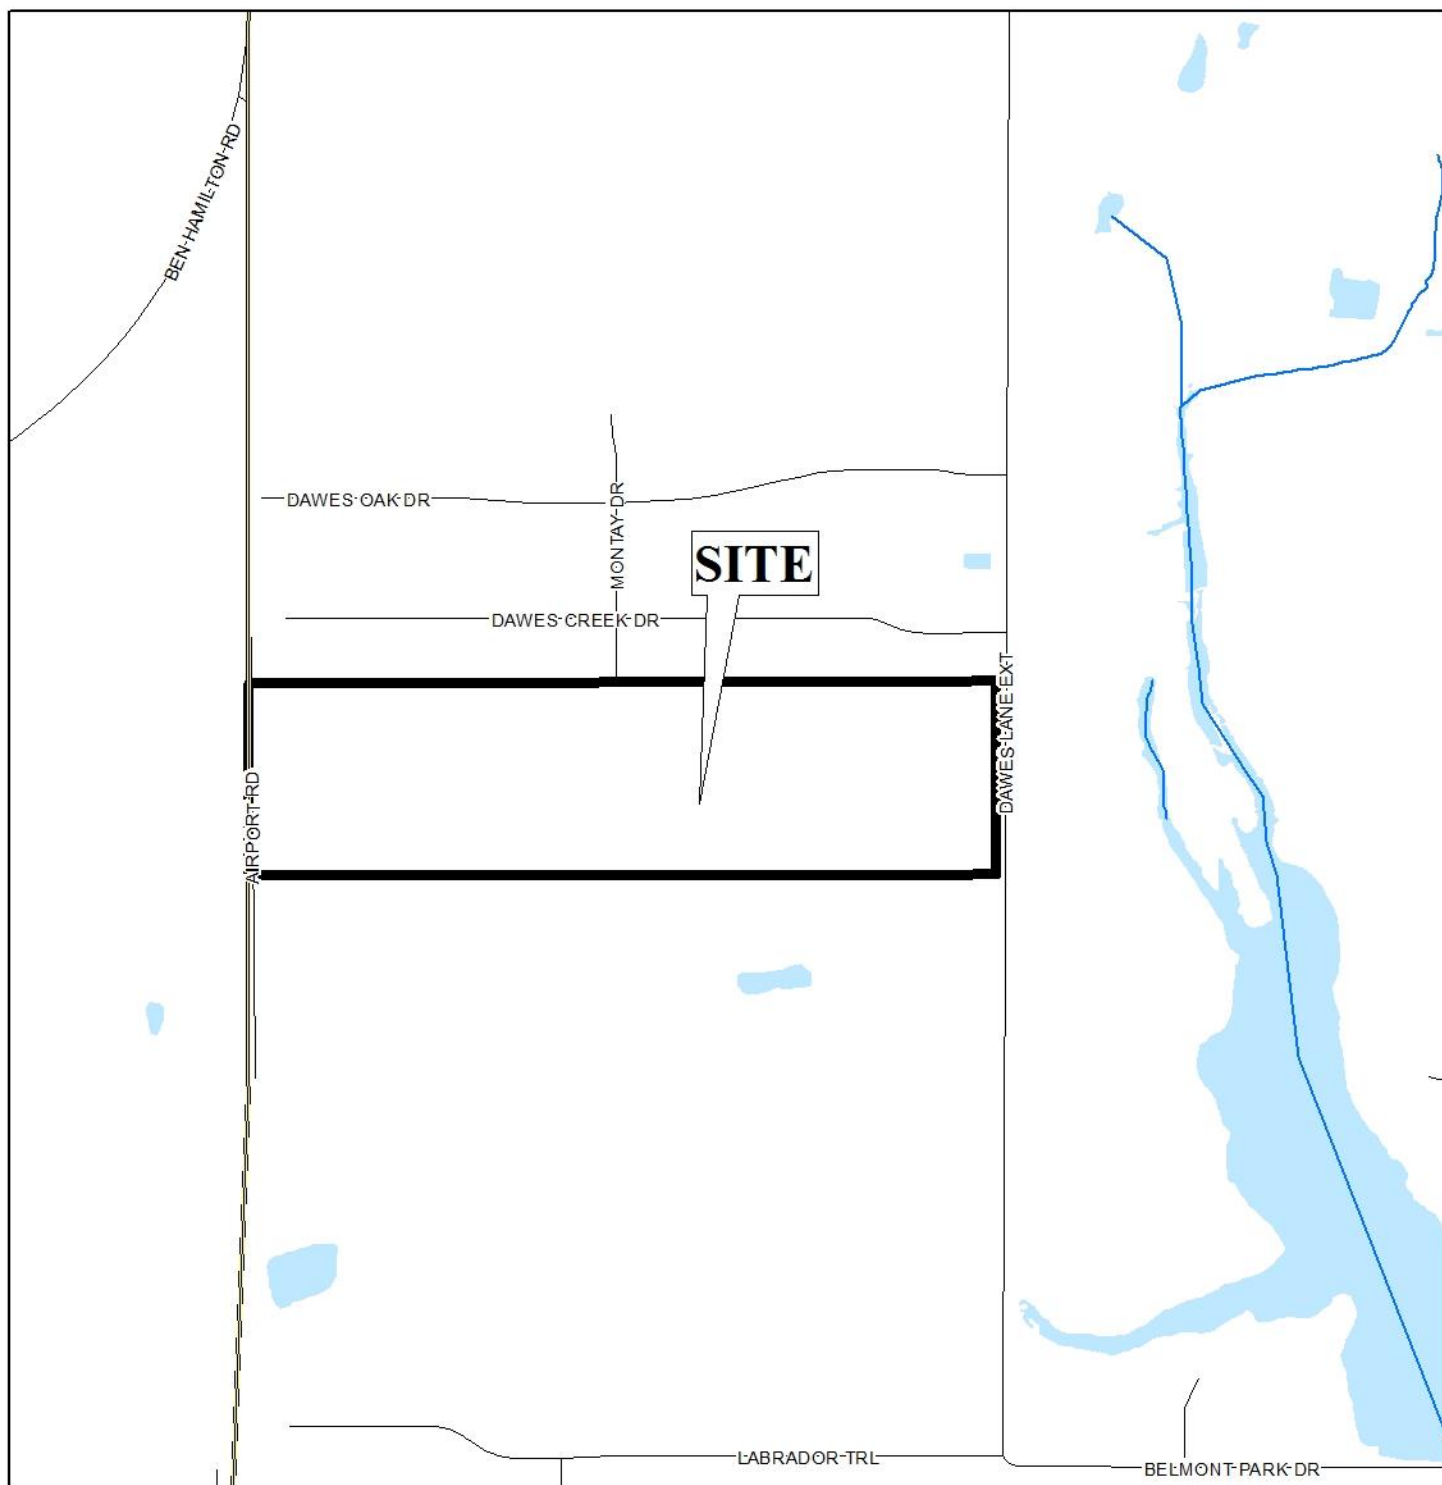 BEN HAMILTON RD
DAWES OAK DR
MONTAY DR
SITE
DAWES CREEK DR
DAWES LANE EXT
AIRPORT RD
LABRADOR TRL
BELMONT PARK DR